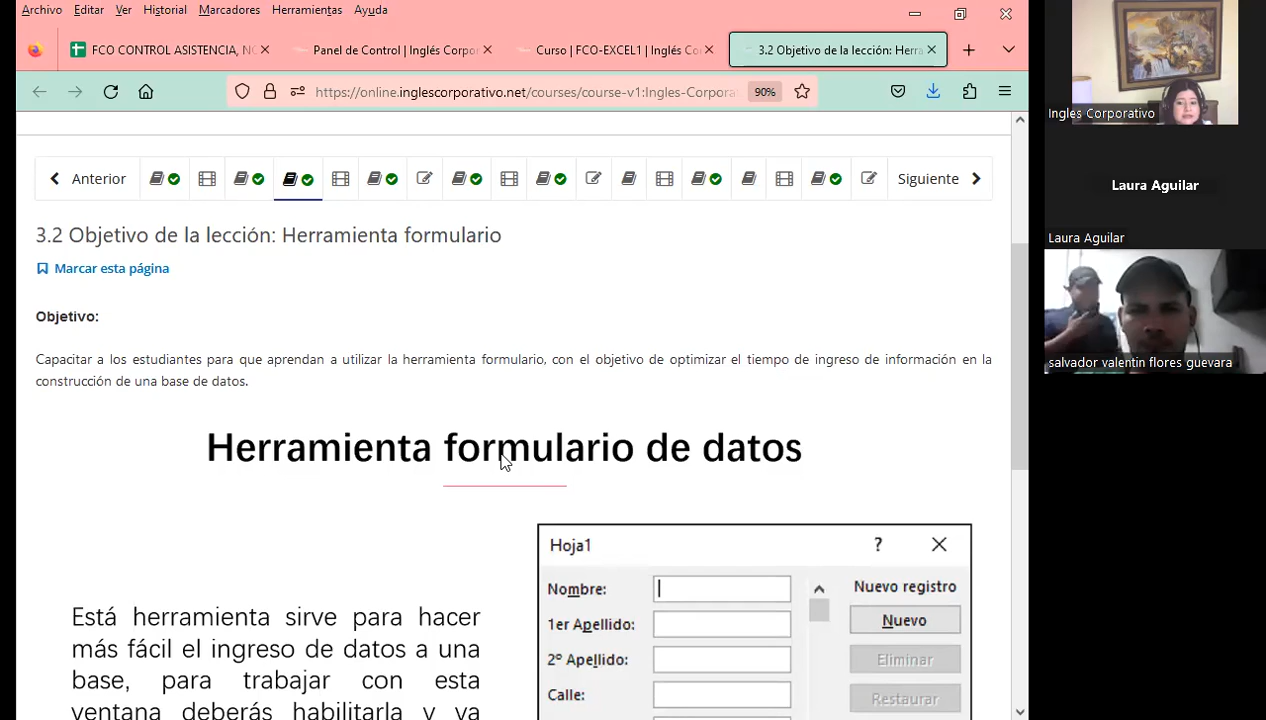 Archivo Editar Ver Historial Marcadores Herramientas Ayuda
FCO CONTROL ASISTENCIA, NO
Panel de Control | Inglés Corpor
Curso | FCO-EXCEL1 | Inglés Co
3.2 Objetivo de la lección: Herra
https://online.inglescorporativo.net/courses/course-v1:Ingles-Corpora
90%
Anterior
Siguiente
3.2 Objetivo de la lección: Herramienta formulario
Marcar esta página
Objetivo:
Capacitar a los estudiantes para que aprendan a utilizar la herramienta formulario, con el objetivo de optimizar el tiempo de ingreso de información en la
construcción de una base de datos.
Herramienta formulario de datos
Está herramienta sirve para hacer
más fácil el ingreso de datos a una
base, para trabajar con esta
ventana deberás habilitarla y ya
Hoja1 ?
Nombre:
1er Apellido:
2º Apellido:
Calle:
Nuevo registro
Nuevo
Eliminar
Restaurar
Ingles Corporativo
Laura Aguilar
Laura Aguilar
salvador valentin flores guevara